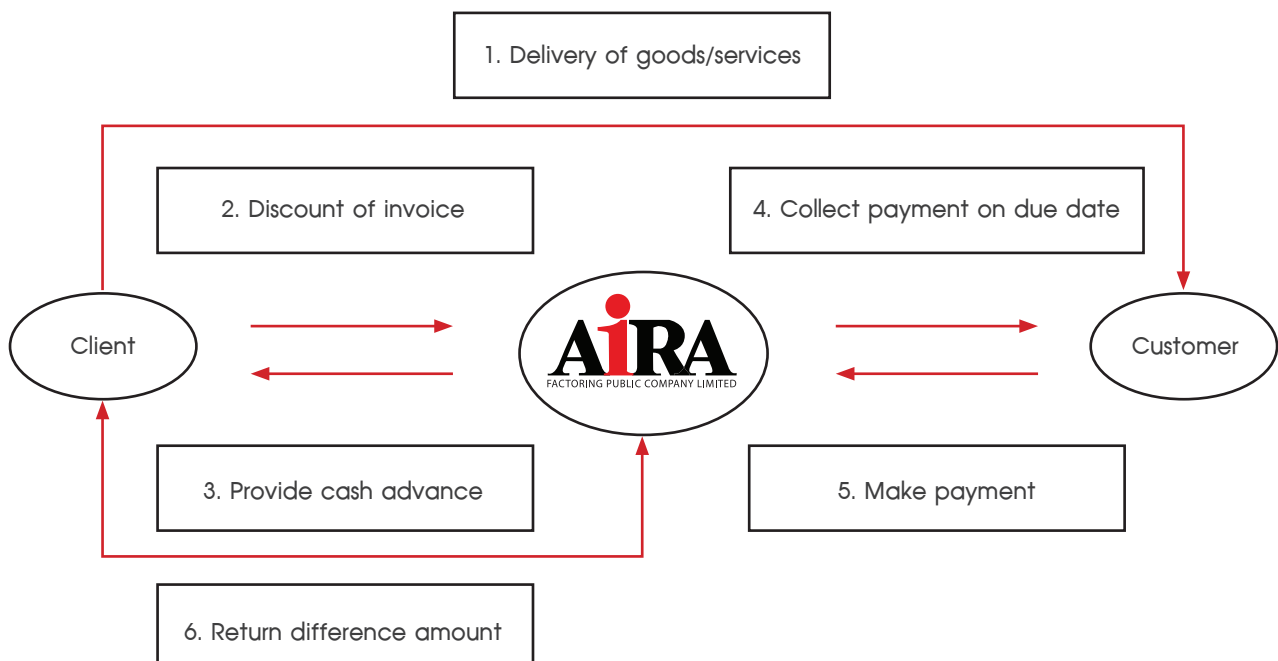 1. Delivery of goods/services
2. Discount of invoice
4. Collect payment on due date
Client
AiRA
FACTORING PUBLIC COMPANY LIMITED
Customer
3. Provide cash advance
5. Make payment
6. Return difference amount